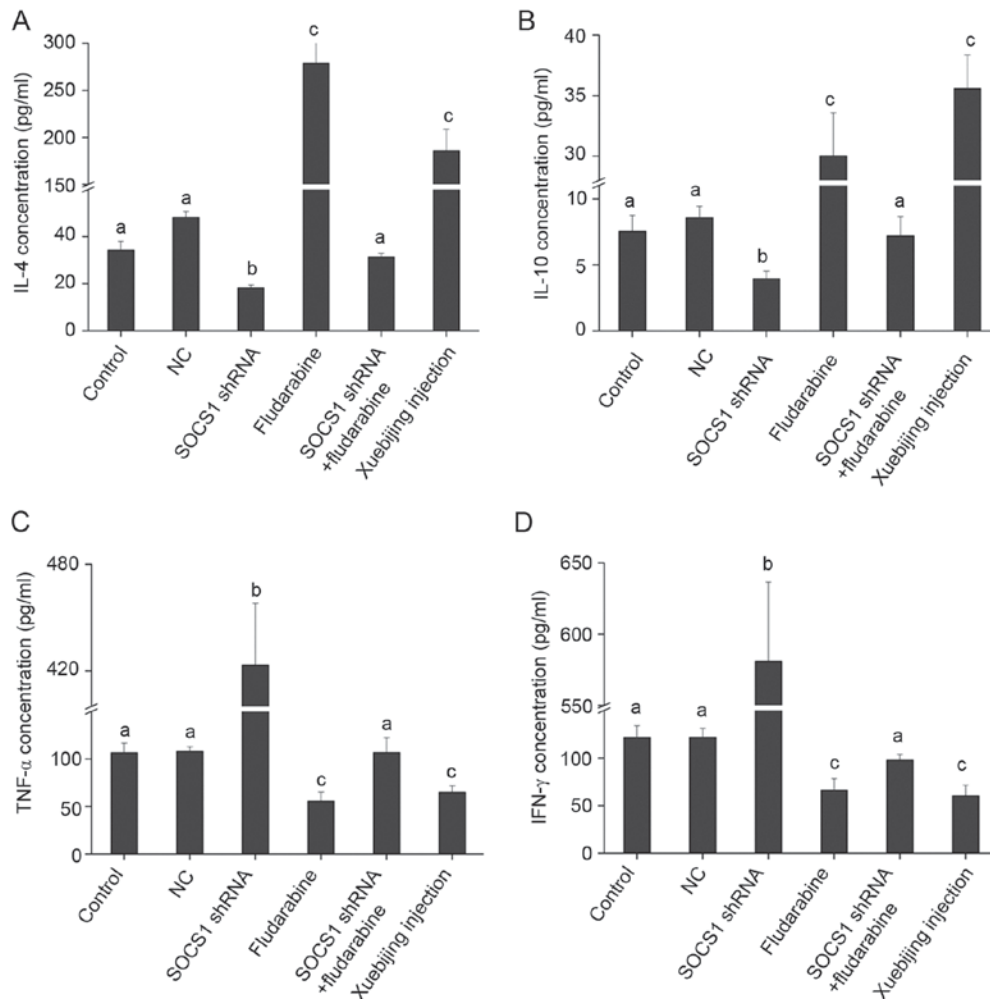 A
IL-4 concentration (pg/ml)
300
250
200
150
40
20
0
a
a
b
c
a
c
Control
NC
SOCS1 shRNA
Fludarabine
SOCS1 shRNA
+fludarabine
Xuebijing injection
B
IL-10 concentration (pg/ml)
40
35
30
10
5
0
a
a
b
c
a
c
Control
NC
SOCS1 shRNA
Fludarabine
SOCS1 shRNA
+fludarabine
Xuebijing injection
C
TNF-α concentration (pg/ml)
480
420
100
50
0
a
a
b
c
a
c
Control
NC
SOCS1 shRNA
Fludarabine
SOCS1 shRNA
+fludarabine
Xuebijing injection
D
IFN-γ concentration (pg/ml)
650
600
550
100
50
0
a
a
b
c
a
c
Control
NC
SOCS1 shRNA
Fludarabine
SOCS1 shRNA
+fludarabine
Xuebijing injection